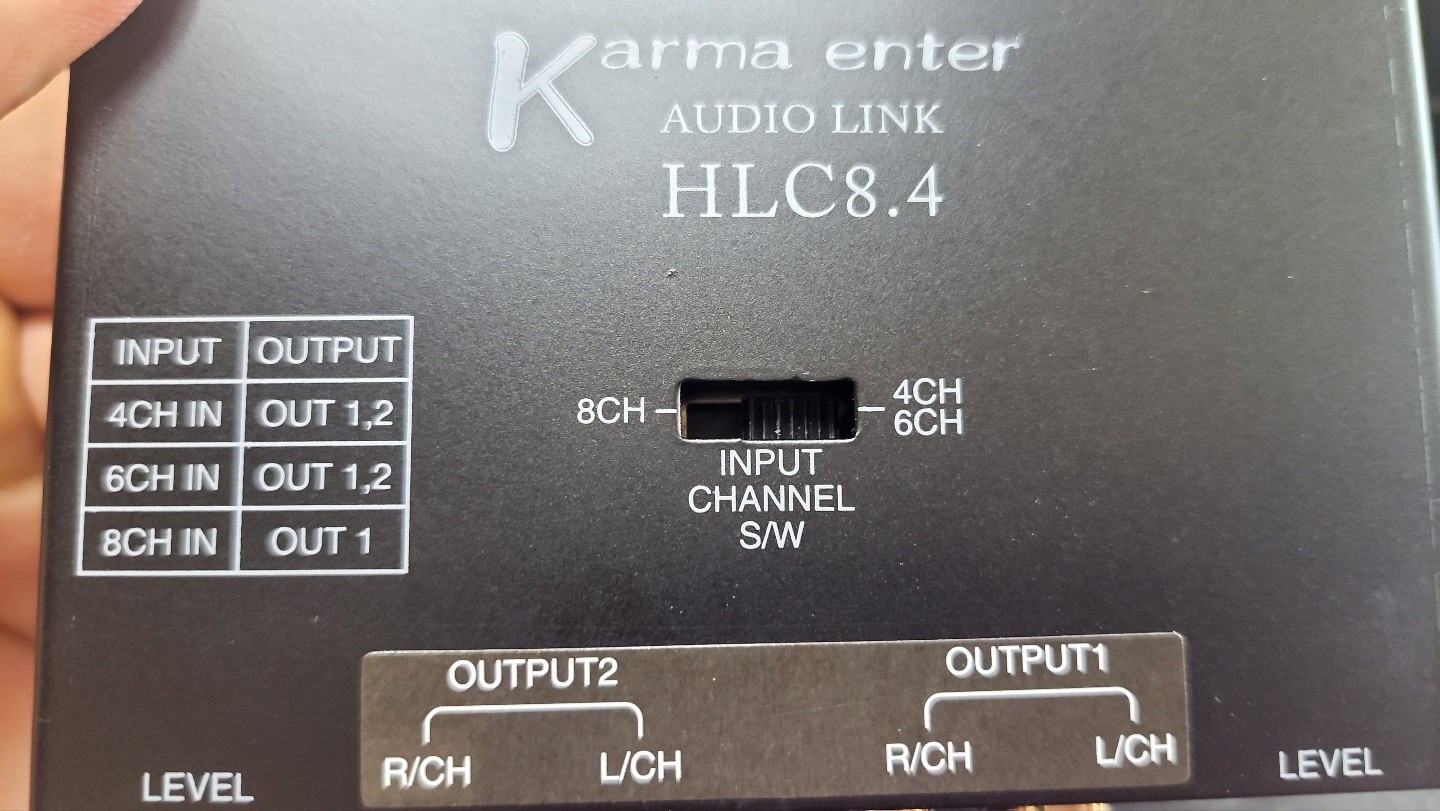 Karma enter
AUDIO LINK
HLC8.4
INPUT OUTPUT
4CH IN OUT 1,2
6CH IN OUT 1,2
8CH IN OUT 1
8CH
4CH
6CH
INPUT
CHANNEL
S/W
OUTPUT2
R/CH L/CH
OUTPUT1
R/CH L/CH
LEVEL
LEVEL